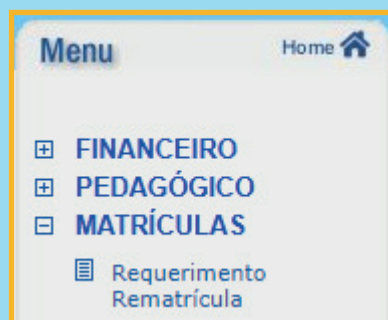 Menu Home
FINANCEIRO
PEDAGÓGICO
MATRÍCULAS
Requerimento
Rematrícula